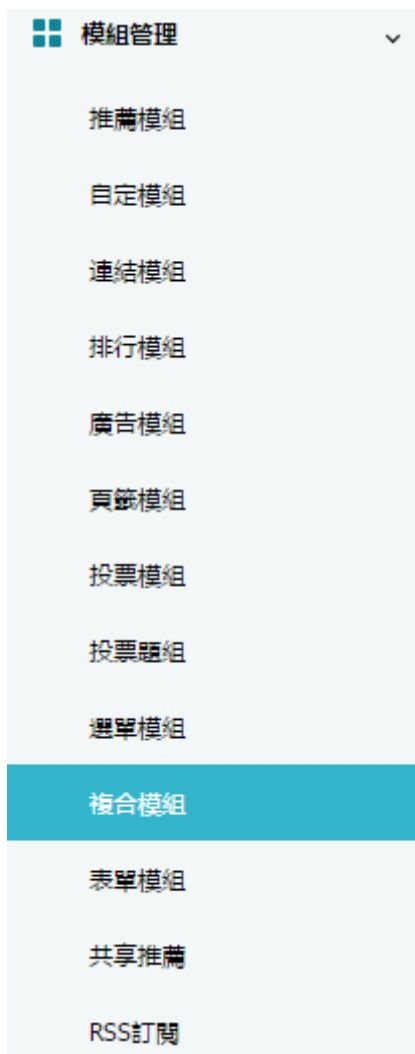 模組管理
推薦模組
自定模組
連結模組
排行模組
廣告模組
頁籤模組
投票模組
投票題組
選單模組
複合模組
表單模組
共享推薦
RSS訂閱